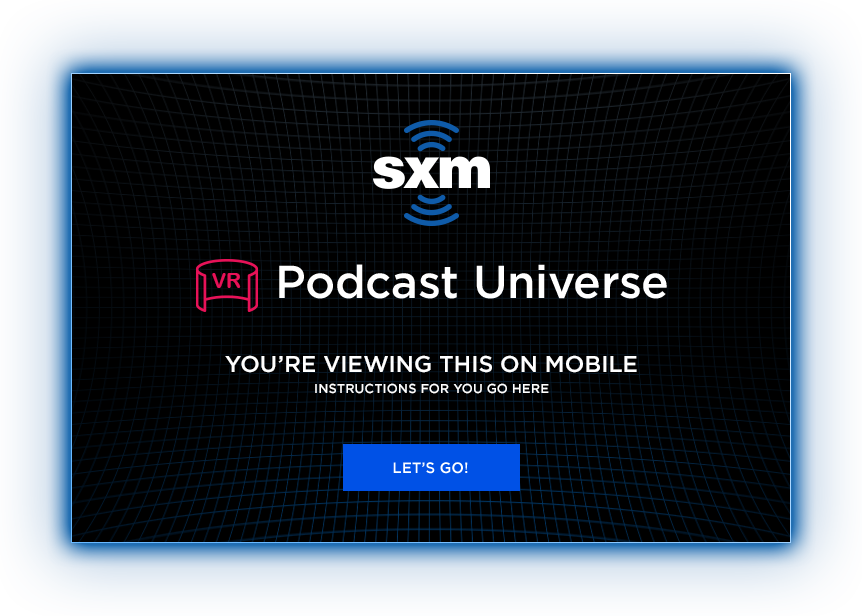 sxm
VR Podcast Universe
YOU’RE VIEWING THIS ON MOBILE
INSTRUCTIONS FOR YOU GO HERE
LET’S GO!